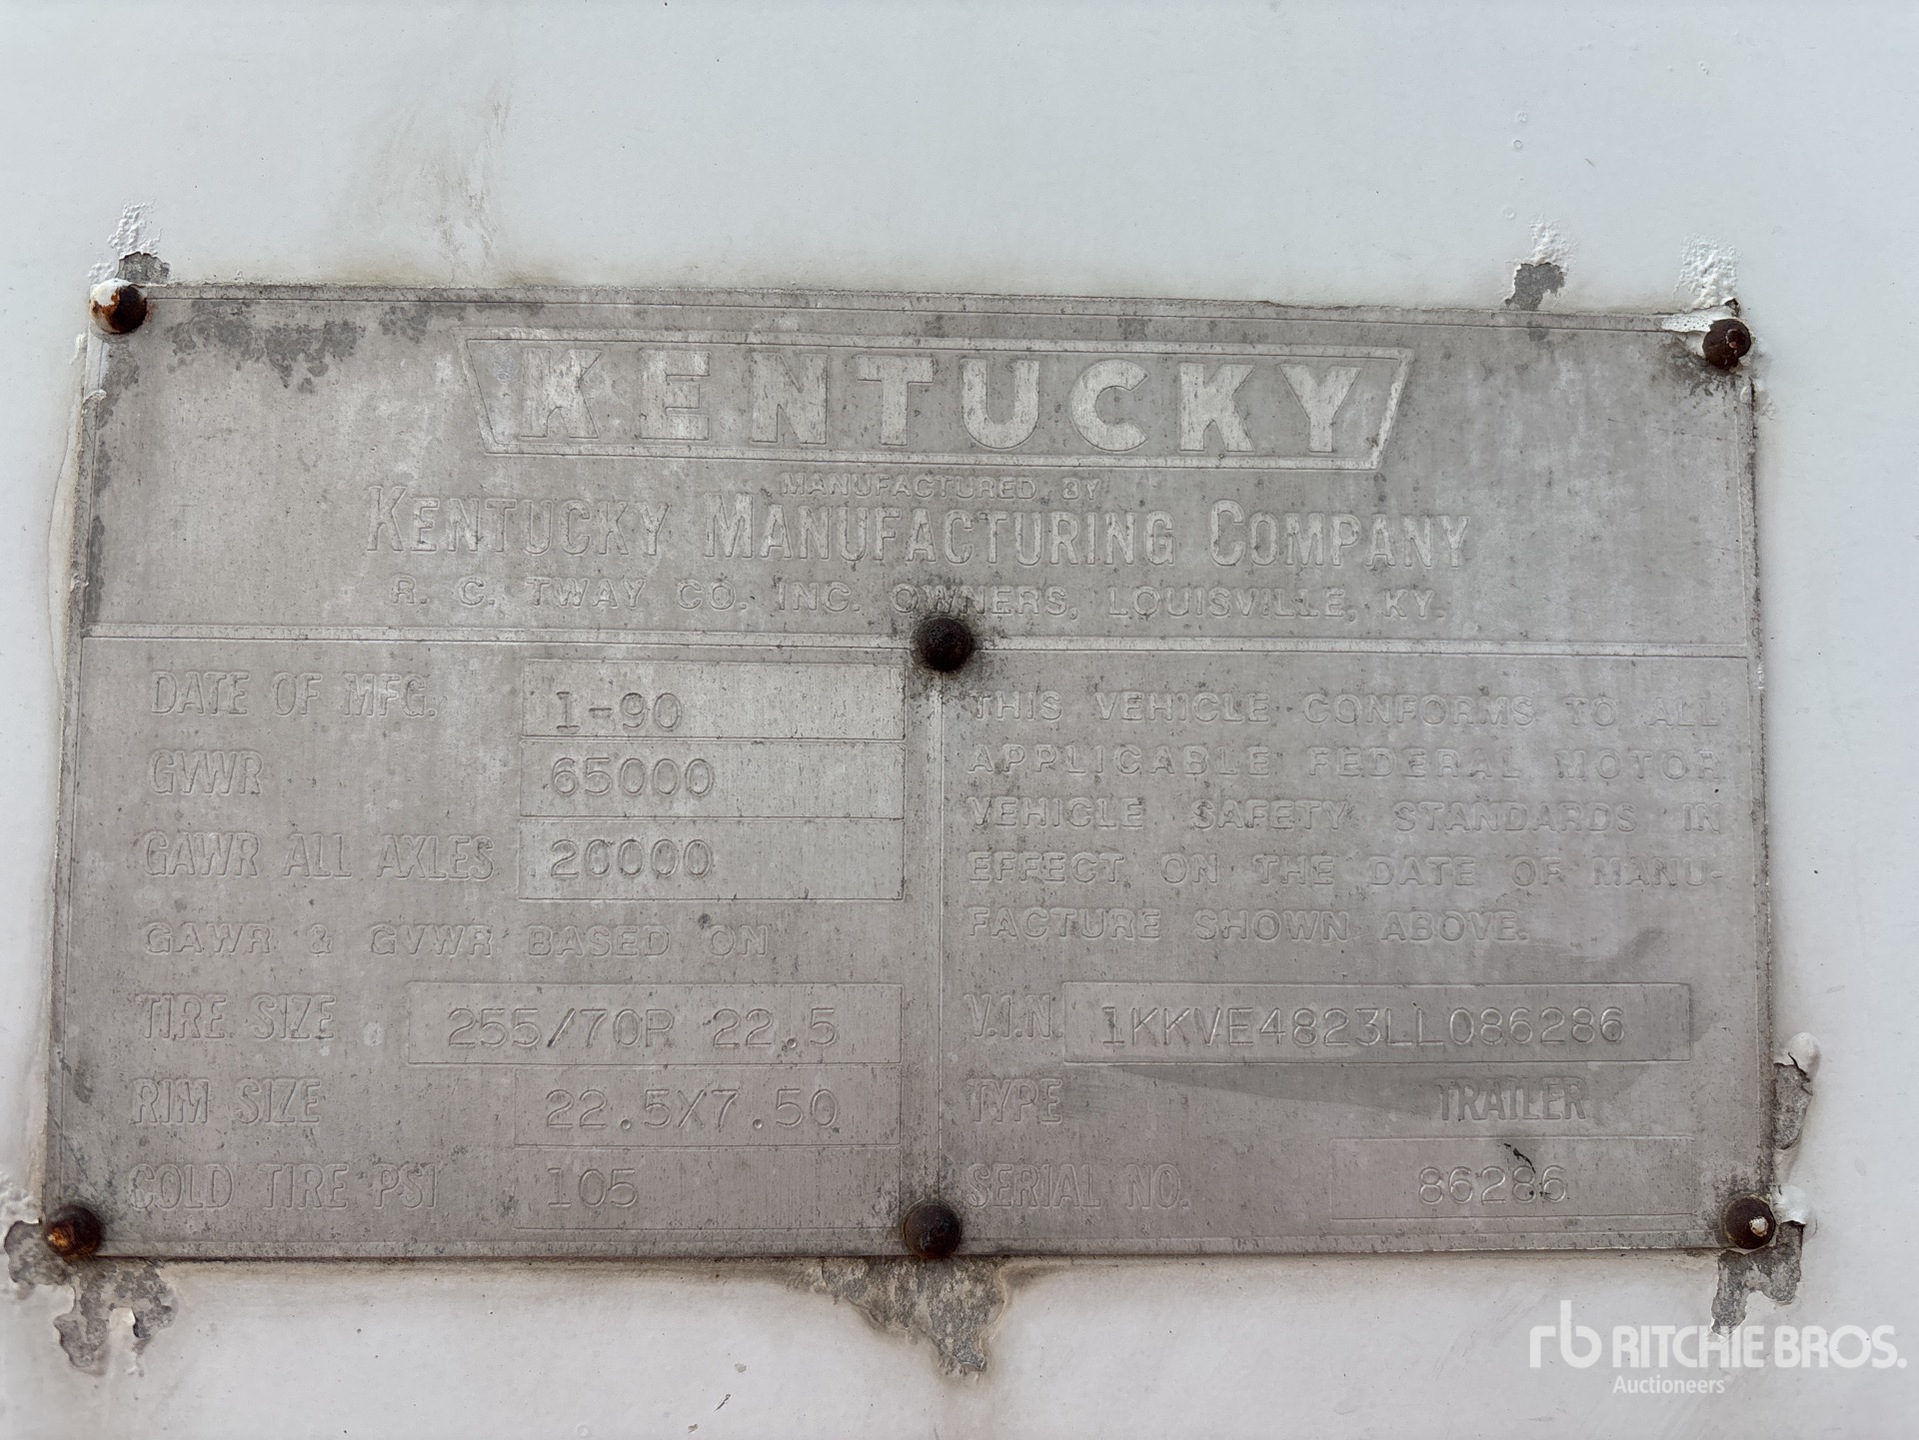 KENTUCKY
MANUFACTURED BY
KENTUCKY MANUFACTURING COMPANY
R. C. TWAY CO. INC. OWNERS, LOUISVILLE, KY.
DATE OF MFG. 1-90
GVWR 65000
GAWR ALL AXLES 20000
GAWR & GVWR BASED ON
TIRE SIZE 255/70R 22.5
RIM SIZE 22.5X7.50
COLD TIRE PSI 105
THIS VEHICLE CONFORMS TO ALL
APPLICABLE FEDERAL MOTOR
VEHICLE SAFETY STANDARDS IN
EFFECT ON THE DATE OF MANU-
FACTURE SHOWN ABOVE.
V.I.N. 1KKVE4823LL086286
TYPE TRAILER
SERIAL NO. 86286
rb RITCHIE BROS.
Auctioneers